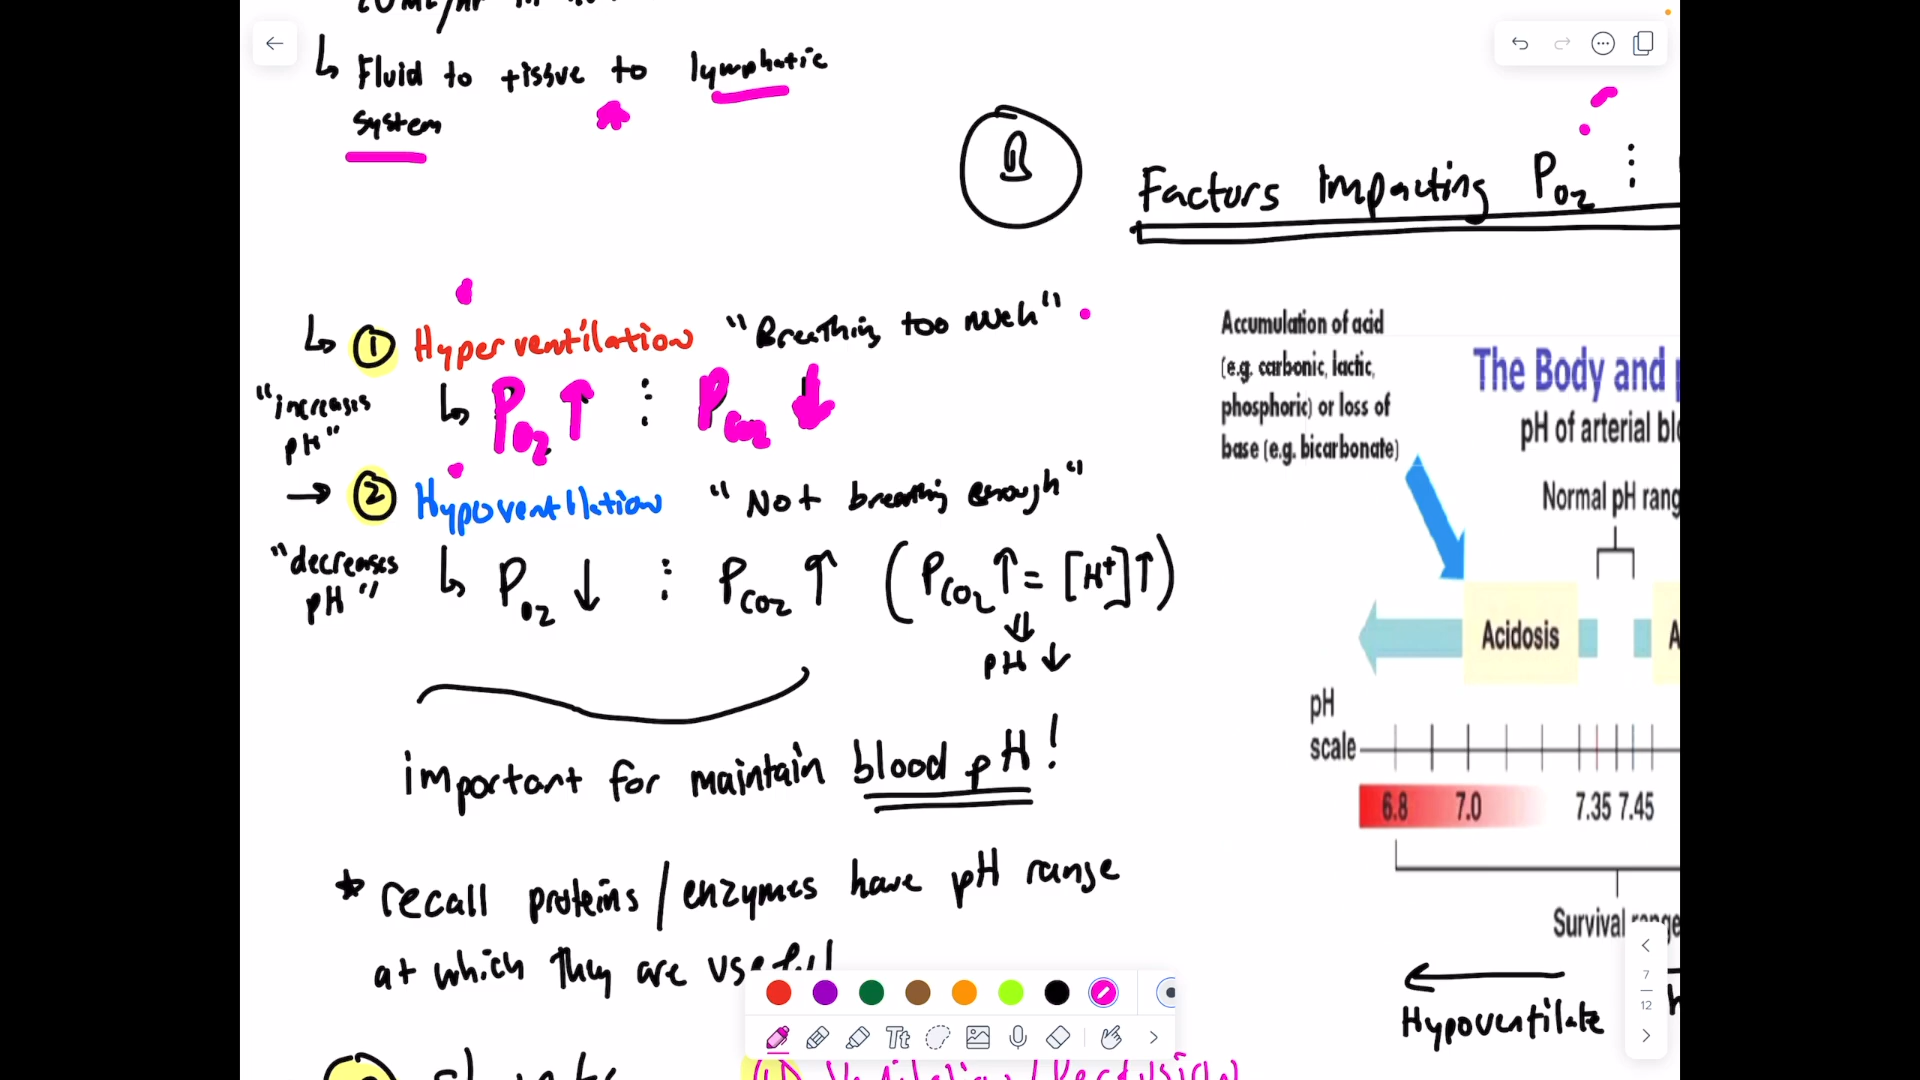 Fluid to tissue to lymphatic
system
Factors Impacting PO2 :
① Hyperventilation "Breathing too much"
"increases
pH"
PO2 ↑ : PCO2 ↓
→ ② Hypoventilation "Not breathing enough"
"decreases
pH"
PO2 ↓ : PCO2 ↑ (PCO2 ↑ = [H+] ↑)
⇓
pH ↓
important for maintain blood pH!
* recall proteins / enzymes have pH range
at which they are useful
Accumulation of acid
(e.g. carbonic, lactic,
phosphoric) or loss of
base (e.g. bicarbonate)
The Body and
pH of arterial
Normal pH
Acidosis A
pH
scale
6.8 7.0 7.35 7.45
Survival
Hypoventilate
7
12
Tt